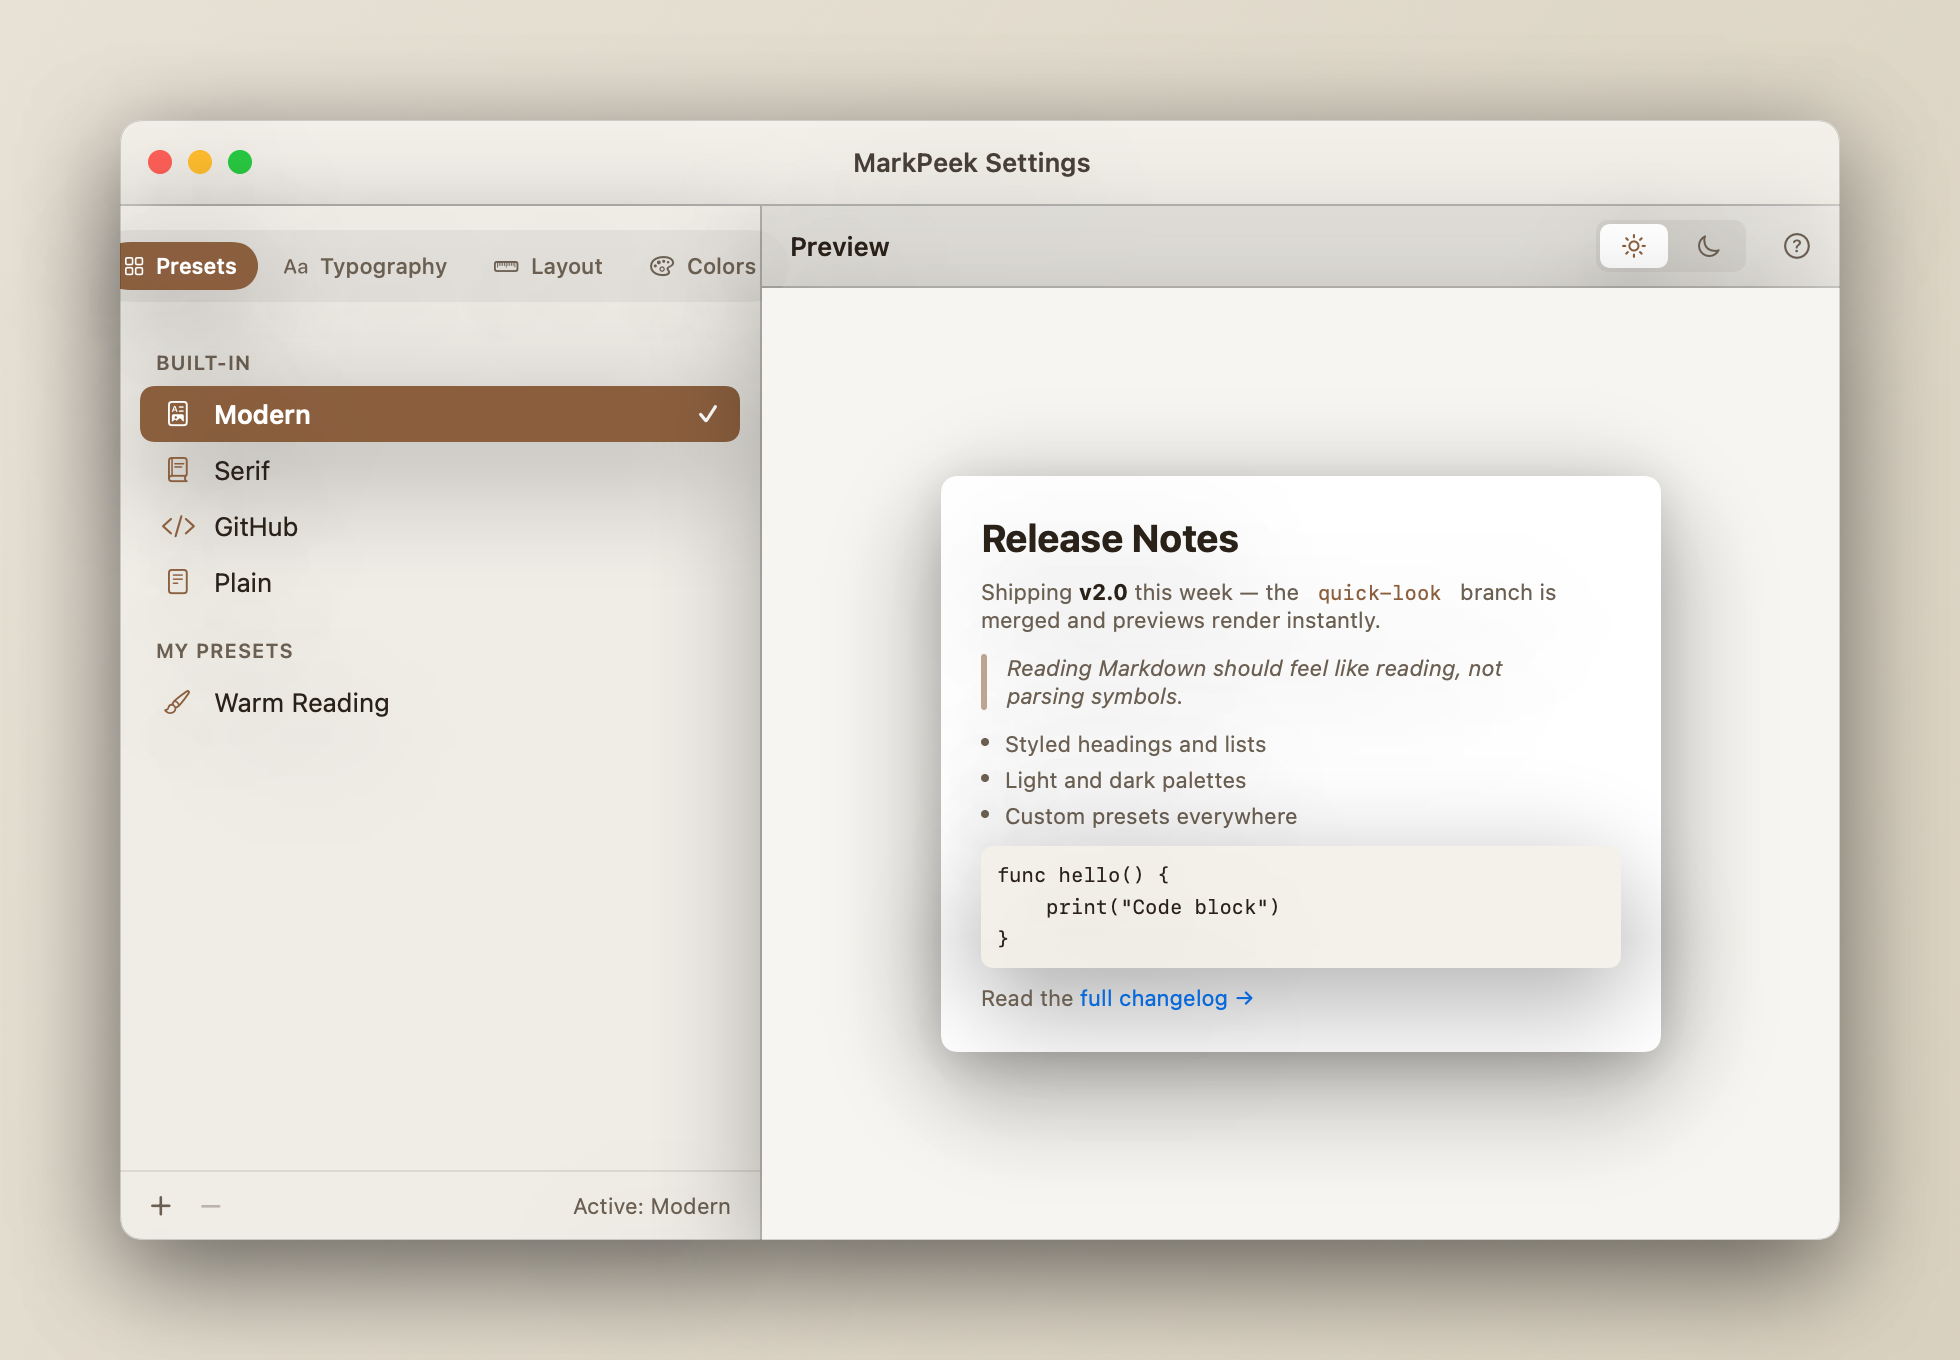 MarkPeek Settings
Presets
Aa Typography
Layout
Colors
Preview
BUILT-IN
Modern
Serif
GitHub
Plain
MY PRESETS
Warm Reading
Active: Modern
Release Notes
Shipping v2.0 this week — the quick-look branch is
merged and previews render instantly.
Reading Markdown should feel like reading, not
parsing symbols.
• Styled headings and lists
• Light and dark palettes
• Custom presets everywhere
func hello() {
    print("Code block")
}
Read the full changelog →